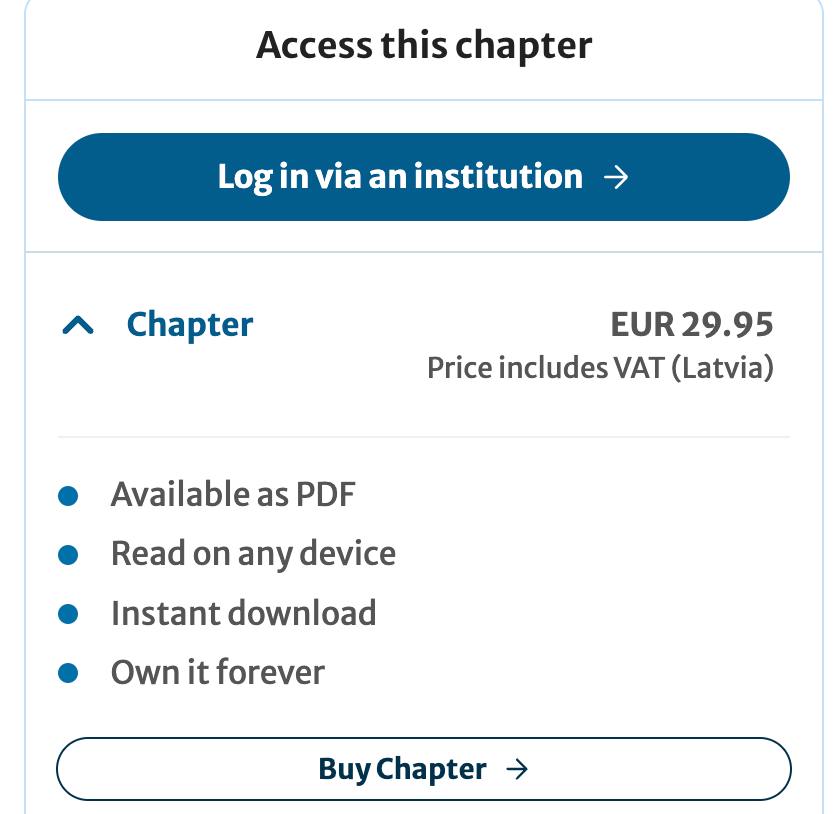 Access this chapter
Log in via an institution →
Chapter
EUR 29.95
Price includes VAT (Latvia)
Available as PDF
Read on any device
Instant download
Own it forever
Buy Chapter →